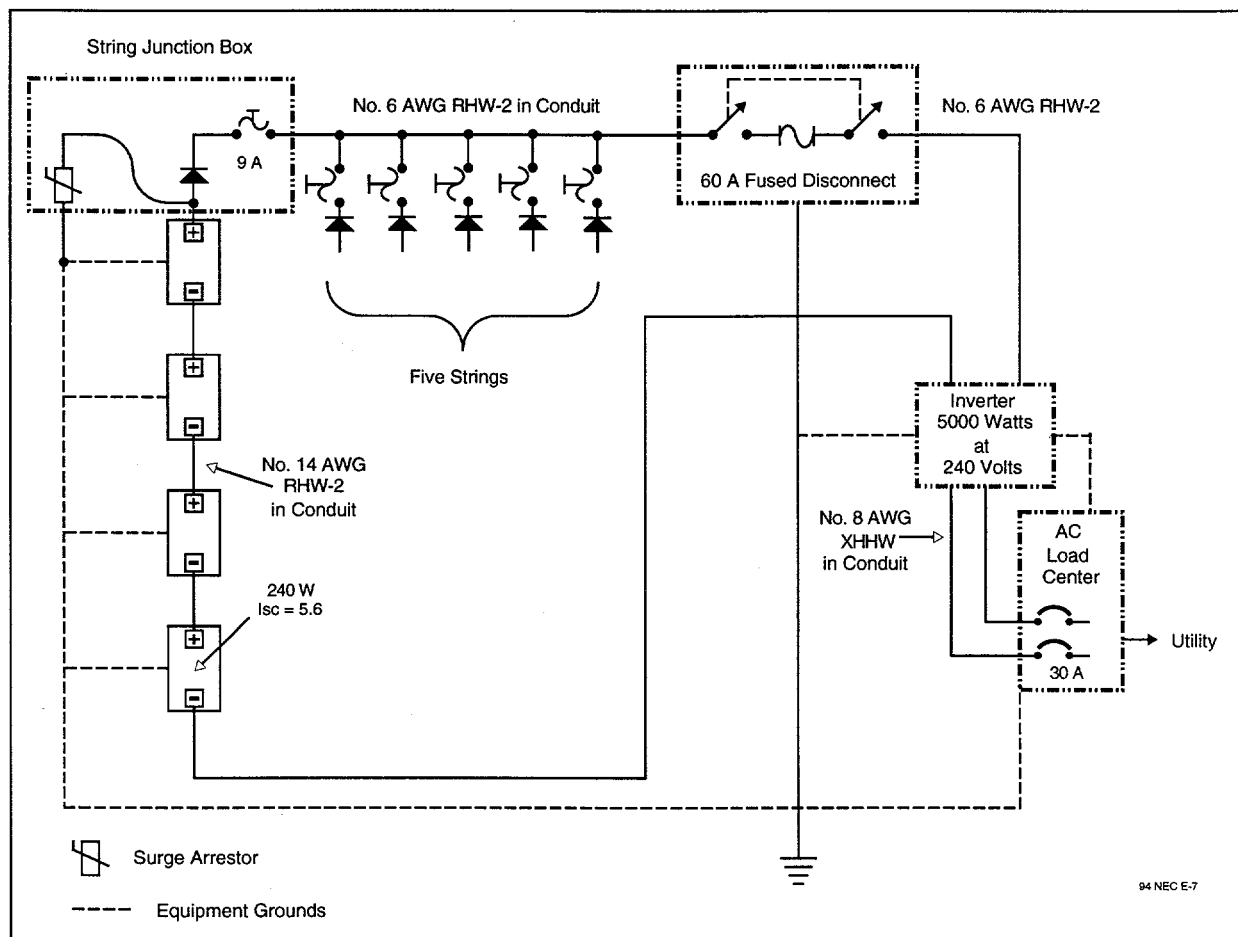 String Junction Box
No. 6 AWG RHW-2 in Conduit
No. 6 AWG RHW-2
9 A
60 A Fused Disconnect
+
-
Five Strings
+
-
No. 14 AWG
RHW-2
in Conduit
+
-
240 W
Isc = 5.6
+
-
Inverter
5000 Watts
at
240 Volts
No. 8 AWG
XHHW
in Conduit
AC
Load
Center
30 A
Utility
Surge Arrestor
Equipment Grounds
94 NEC E-7